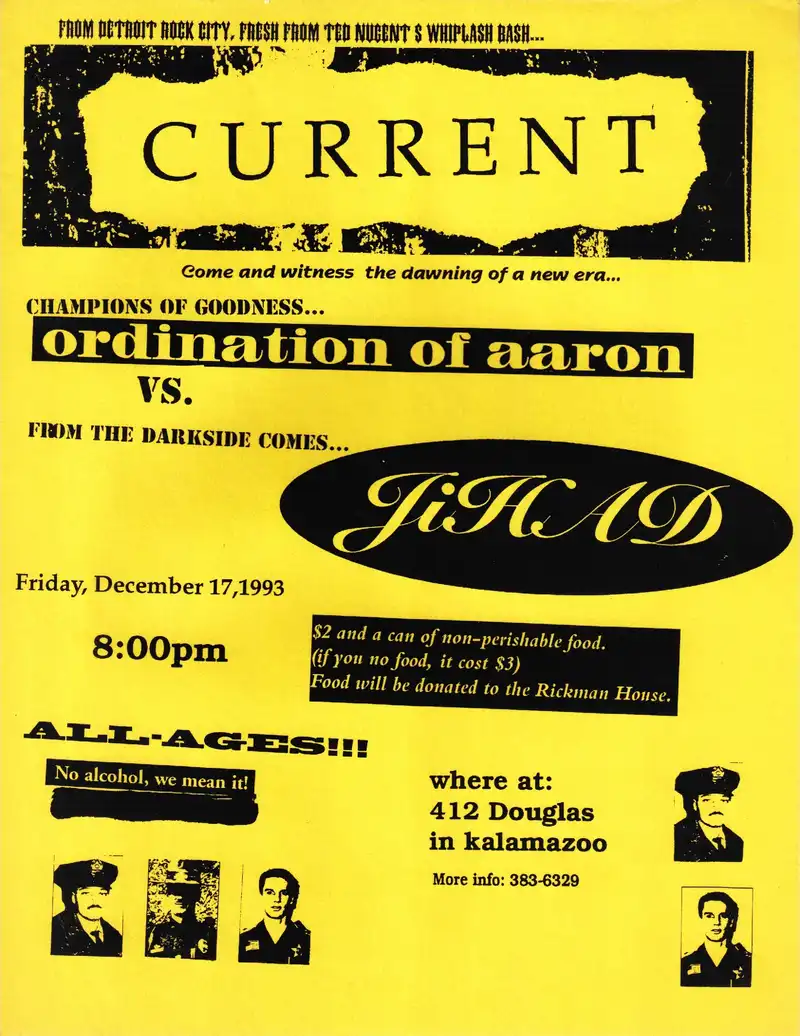 FROM DETROIT ROCK CITY, FRESH FROM TED NUGENT S WHIPLASH BASH...
CURRENT
Come and witness the dawning of a new era...
CHAMPIONS OF GOODNESS...
ordination of aaron
VS.
FROM THE DARKSIDE COMES...
JiHAD
Friday, December 17,1993
8:00pm
$2 and a can of non-perishable food.
(if you no food, it cost $3)
Food will be donated to the Rickman House.
ALL-AGES!!!
No alcohol, we mean it!
where at:
412 Douglas
in kalamazoo
More info: 383-6329